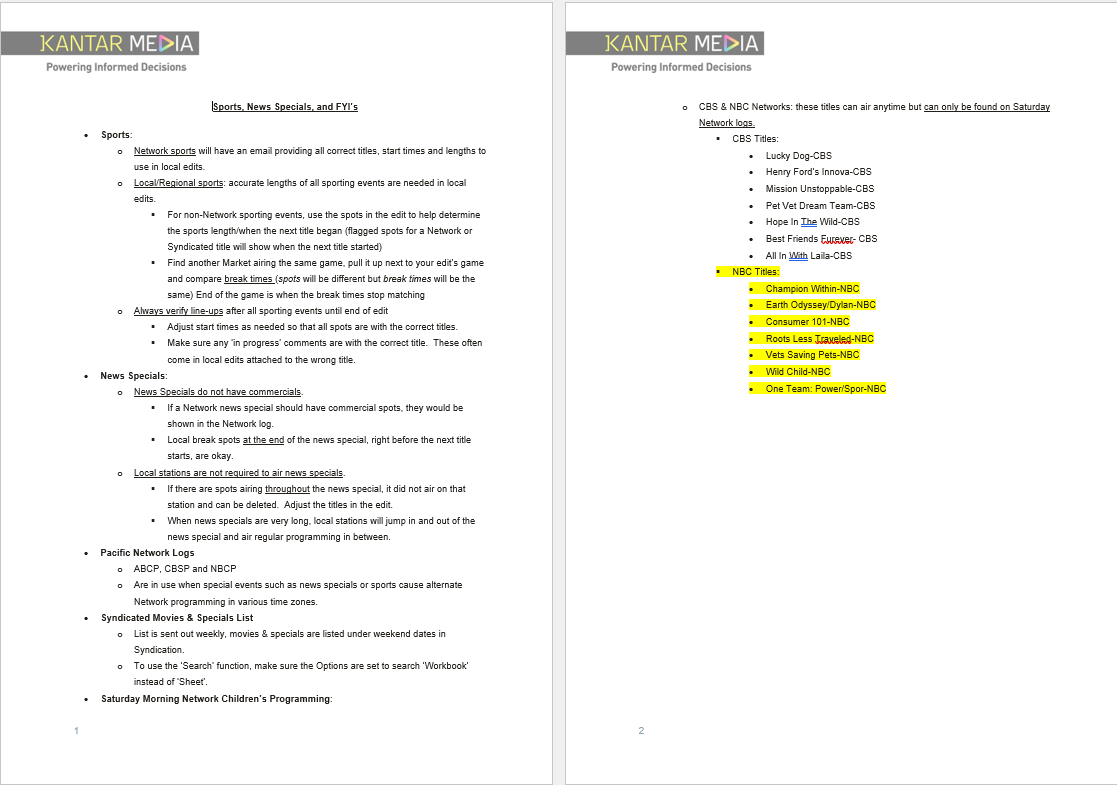 KANTAR MEDIA
Powering Informed Decisions
Sports, News Specials, and FYI's
• Sports:
o Network sports will have an email providing all correct titles, start times and lengths to
use in local edits.
o Local/Regional sports: accurate lengths of all sporting events are needed in local
edits.
▪ For non-Network sporting events, use the spots in the edit to help determine
the sports length/when the next title began (flagged spots for a Network or
Syndicated title will show when the next title started)
▪ Find another Market airing the same game, pull it up next to your edit's game
and compare break times (spots will be different but break times will be the
same) End of the game is when the break times stop matching
o Always verify line-ups after all sporting events until end of edit
▪ Adjust start times as needed so that all spots are with the correct titles.
▪ Make sure any 'in progress' comments are with the correct title. These often
come in local edits attached to the wrong title.
• News Specials:
o News Specials do not have commercials.
▪ If a Network news special should have commercial spots, they would be
shown in the Network log.
▪ Local break spots at the end of the news special, right before the next title
starts, are okay.
o Local stations are not required to air news specials.
▪ If there are spots airing throughout the news special, it did not air on that
station and can be deleted. Adjust the titles in the edit.
▪ When news specials are very long, local stations will jump in and out of the
news special and air regular programming in between.
• Pacific Network Logs
o ABCP, CBSP and NBCP
o Are in use when special events such as news specials or sports cause alternate
Network programming in various time zones.
• Syndicated Movies & Specials List
o List is sent out weekly, movies & specials are listed under weekend dates in
Syndication.
o To use the 'Search' function, make sure the Options are set to search 'Workbook'
instead of 'Sheet'.
• Saturday Morning Network Children's Programming:
1
KANTAR MEDIA
Powering Informed Decisions
o CBS & NBC Networks: these titles can air anytime but can only be found on Saturday
Network logs.
▪ CBS Titles:
• Lucky Dog-CBS
• Henry Ford's Innova-CBS
• Mission Unstoppable-CBS
• Pet Vet Dream Team-CBS
• Hope In The Wild-CBS
• Best Friends Furever- CBS
• All In With Laila-CBS
▪ NBC Titles:
• Champion Within-NBC
• Earth Odyssey/Dylan-NBC
• Consumer 101-NBC
• Roots Less Traveled-NBC
• Vets Saving Pets-NBC
• Wild Child-NBC
• One Team: Power/Spor-NBC
2